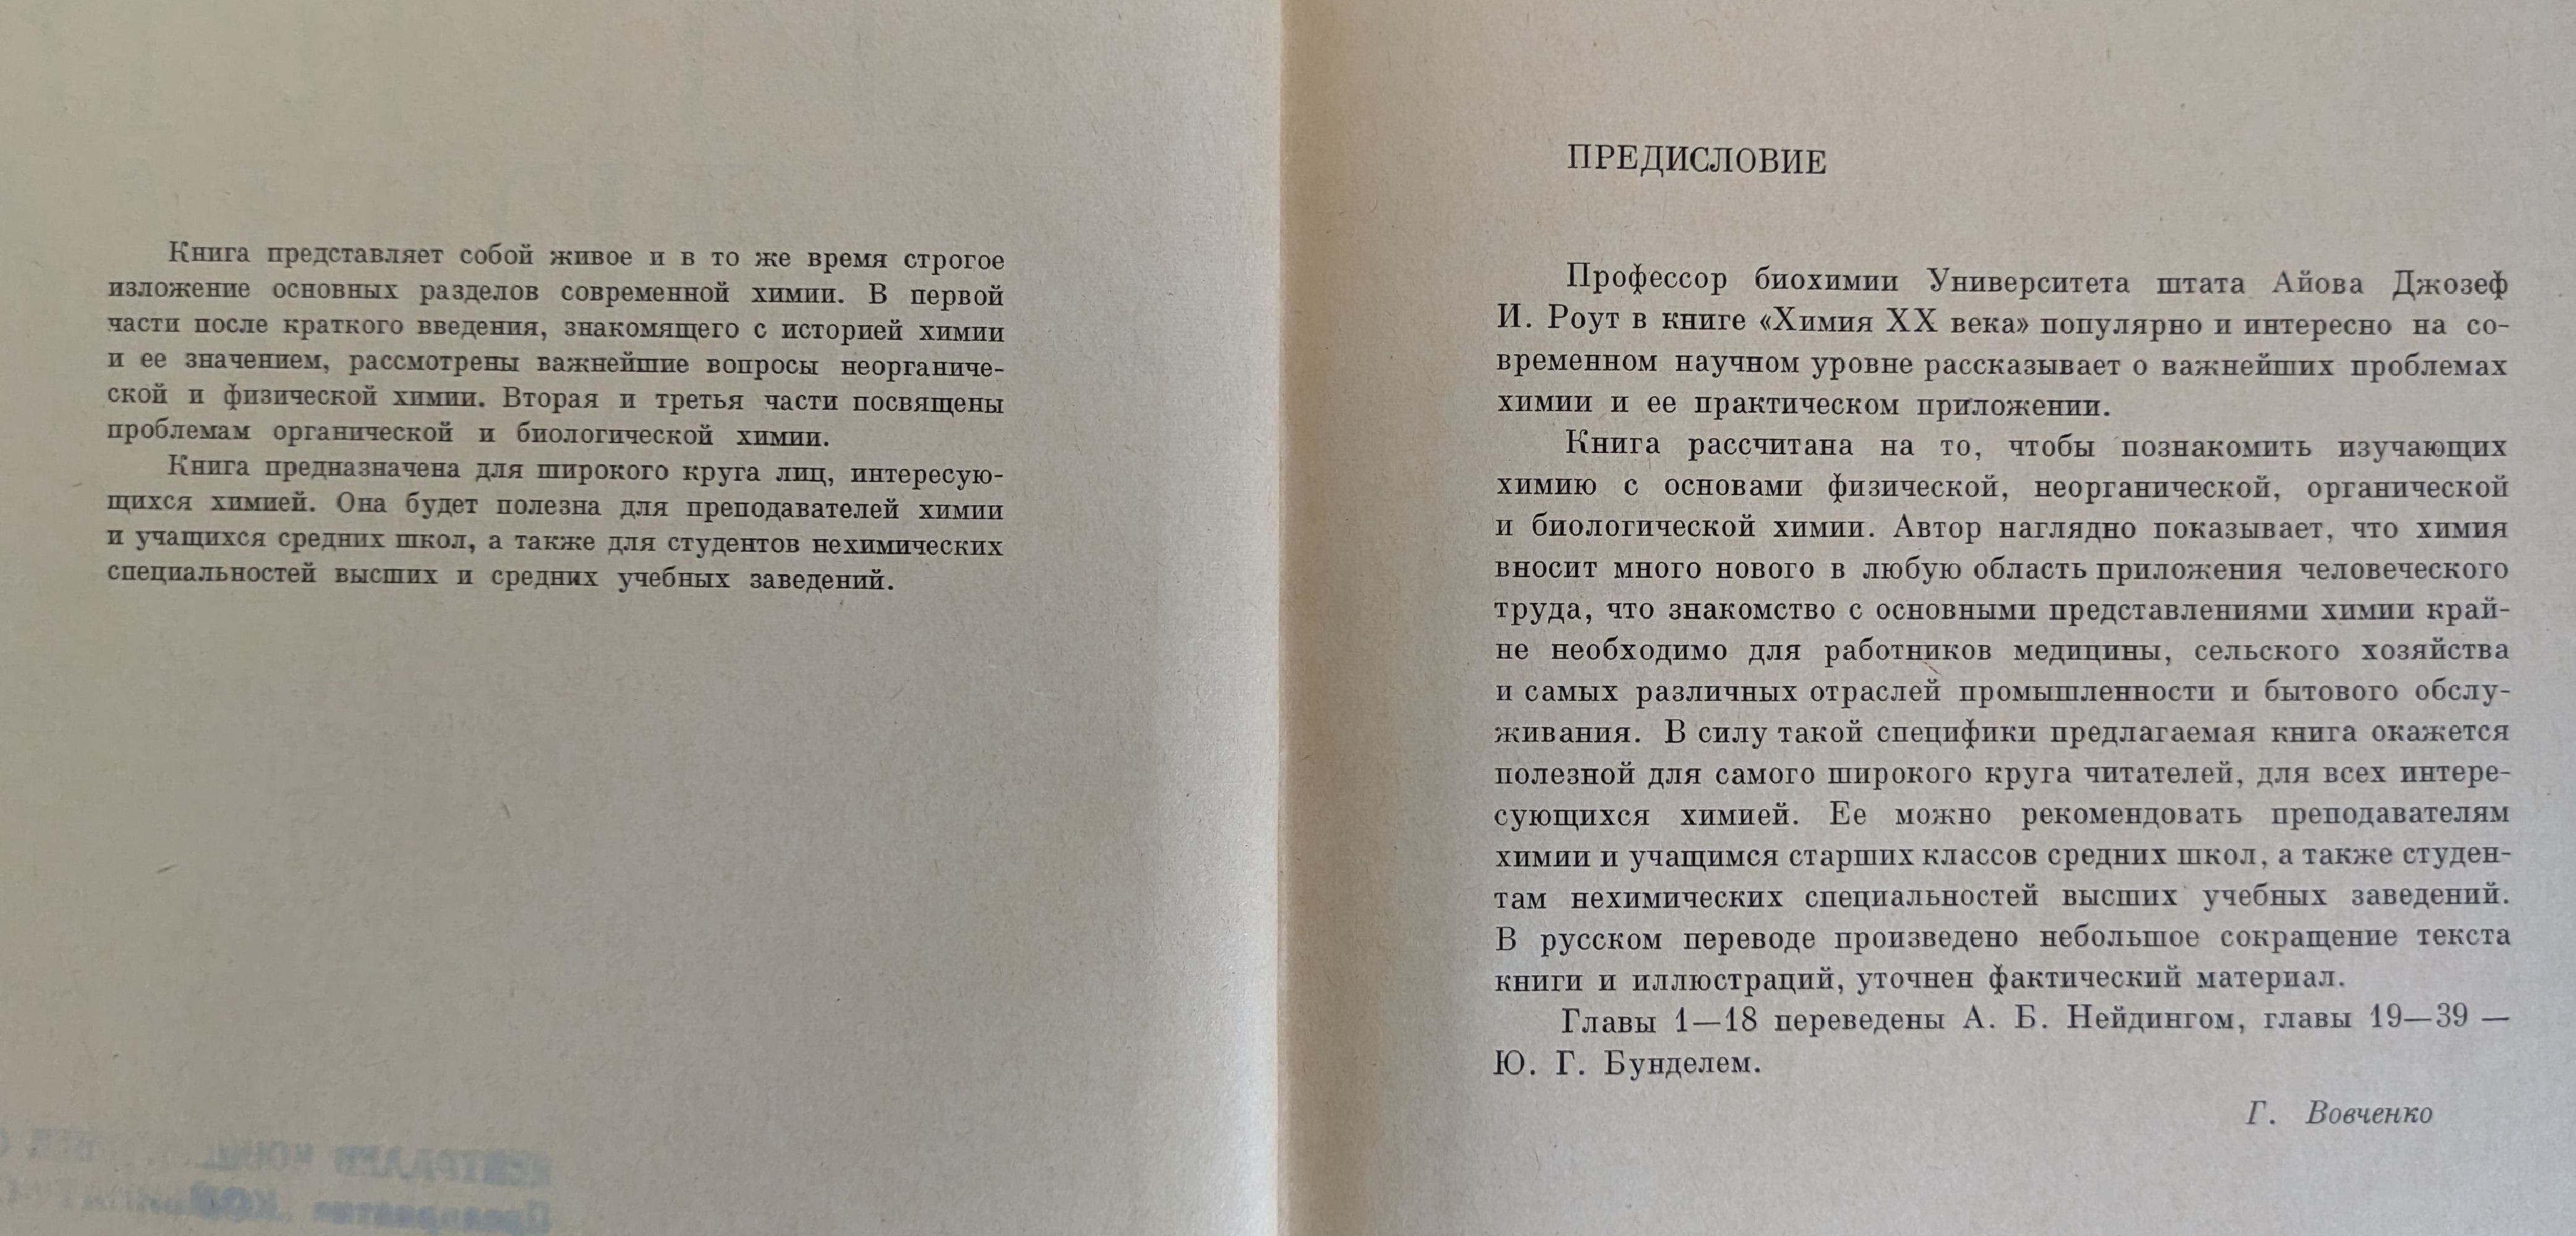 Книга представляет собой живое и в то же время строгое
изложение основных разделов современной химии. В первой
части после краткого введения, знакомящего с историей химии
и ее значением, рассмотрены важнейшие вопросы неорганиче-
ской и физической химии. Вторая и третья части посвящены
проблемам органической и биологической химии.
Книга предназначена для широкого круга лиц, интересую-
щихся химией. Она будет полезна для преподавателей химии
и учащихся средних школ, а также для студентов нехимических
специальностей высших и средних учебных заведений.
ПРЕДИСЛОВИЕ
Профессор биохимии Университета штата Айова Джозеф
И. Роут в книге «Химия XX века» популярно и интересно на со-
временном научном уровне рассказывает о важнейших проблемах
химии и ее практическом приложении.
Книга рассчитана на то, чтобы познакомить изучающих
химию с основами физической, неорганической, органической
и биологической химии. Автор наглядно показывает, что химия
вносит много нового в любую область приложения человеческого
труда, что знакомство с основными представлениями химии край-
не необходимо для работников медицины, сельского хозяйства
и самых различных отраслей промышленности и бытового обслу-
живания. В силу такой специфики предлагаемая книга окажется
полезной для самого широкого круга читателей, для всех интере-
сующихся химией. Ее можно рекомендовать преподавателям
химии и учащимся старших классов средних школ, а также студен-
там нехимических специальностей высших учебных заведений.
В русском переводе произведено небольшое сокращение текста
книги и иллюстраций, уточнен фактический материал.
Главы 1—18 переведены А. Б. Нейдингом, главы 19—39 —
Ю. Г. Бунделем.
Г. Вовченко